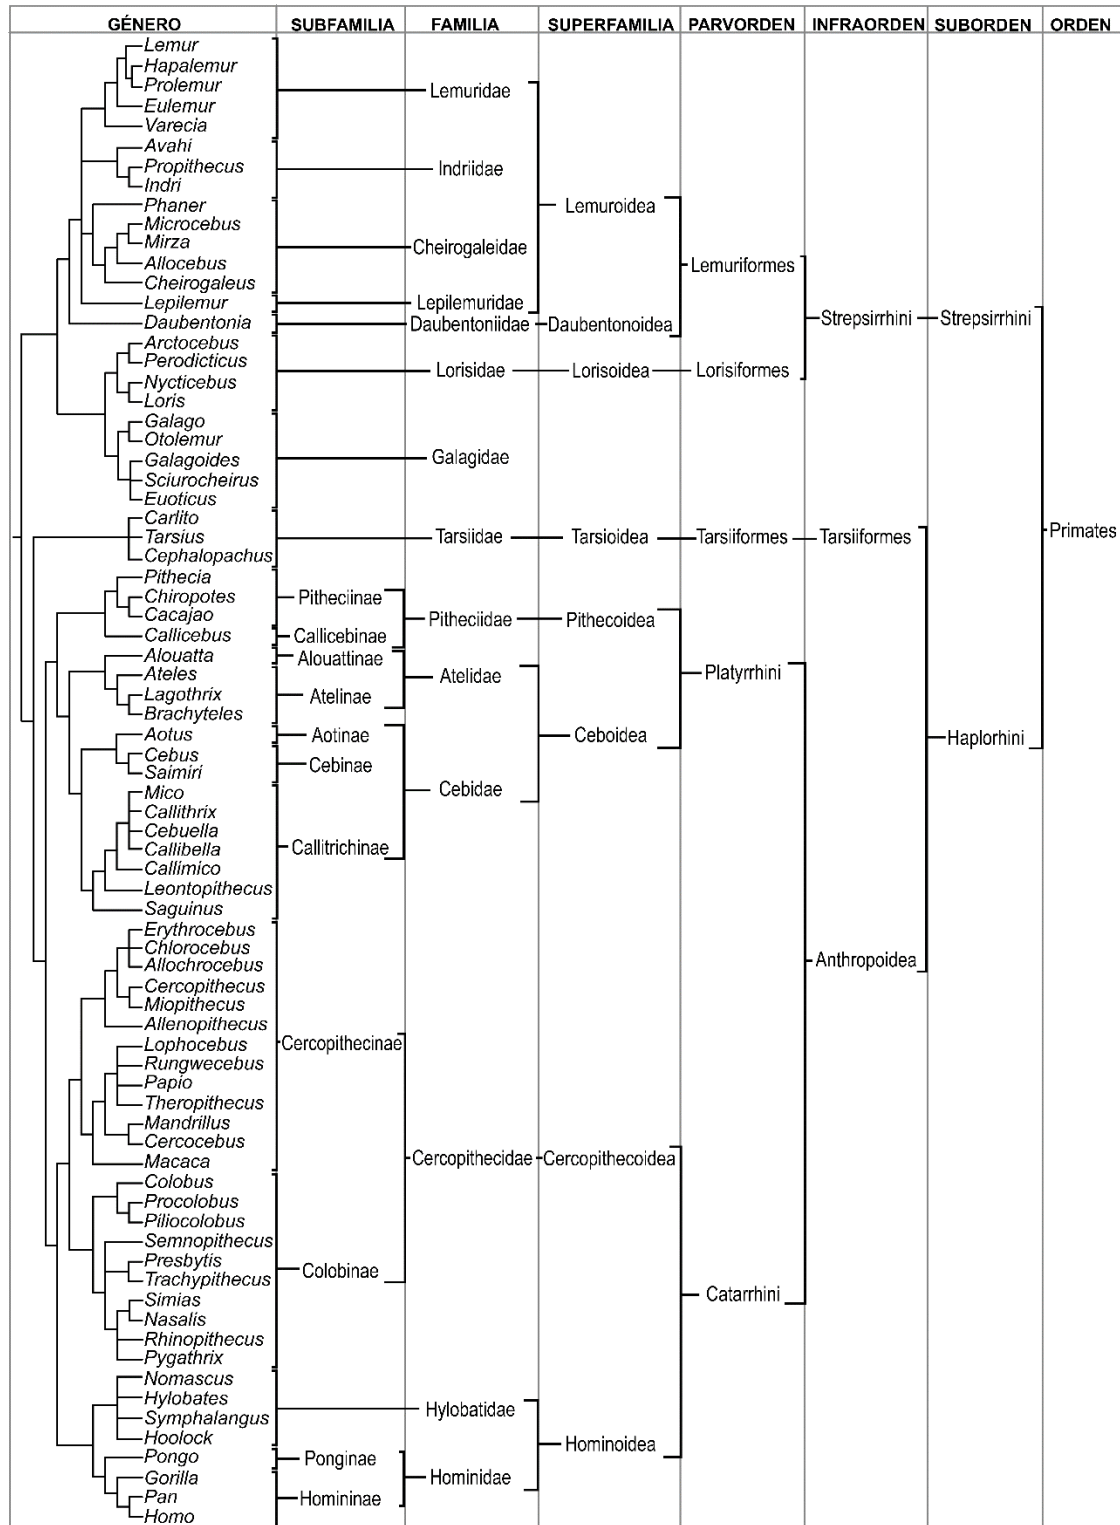 GÉNERO SUBFAMILIA FAMILIA SUPERFAMILIA PARVORDEN INFRAORDEN SUBORDEN ORDEN
Lemur
Hapalemur
Prolemur
Eulemur
Varecia
Lemuridae
Avahi
Propithecus
Indri
Indriidae
Phaner
Microcebus
Mirza
Allocebus
Cheirogaleus
Cheirogaleidae
Lepilemur
Lepilemuridae
Lemuroidea
Daubentonia
Daubentoniidae
Daubentonoidea
Lemuriformes
Arctocebus
Perodicticus
Nycticebus
Loris
Lorisidae
Lorisoidea
Lorisiformes
Galago
Otolemur
Galagoides
Sciurocheirus
Euoticus
Galagidae
Strepsirrhini
Strepsirrhini
Carlito
Tarsius
Cephalopachus
Tarsiidae
Tarsioidea
Tarsiiformes
Tarsiiformes
Primates
Pithecia
Chiropotes
Cacajao
Pitheciinae
Callicebus
Callicebinae
Pitheciidae
Pithecoidea
Alouatta
Alouattinae
Ateles
Lagothrix
Brachyteles
Atelinae
Atelidae
Platyrrhini
Aotus
Aotinae
Cebus
Saimiri
Cebinae
Ceboidea
Haplorhini
Mico
Callithrix
Cebuella
Callibella
Callimico
Leontopithecus
Saguinus
Callitrichinae
Cebidae
Erythrocebus
Chlorocebus
Allochrocebus
Cercopithecus
Miopithecus
Allenopithecus
Lophocebus
Rungwecebus
Papio
Theropithecus
Mandrillus
Cercocebus
Macaca
Cercopithecinae
Anthropoidea
Colobus
Procolobus
Piliocolobus
Semnopithecus
Presbytis
Trachypithecus
Simias
Nasalis
Rhinopithecus
Pygathrix
Colobinae
Cercopithecidae
Cercopithecoidea
Catarrhini
Nomascus
Hylobates
Symphalangus
Hoolock
Hylobatidae
Hominoidea
Pongo
Ponginae
Gorilla
Pan
Homo
Homininae
Hominidae